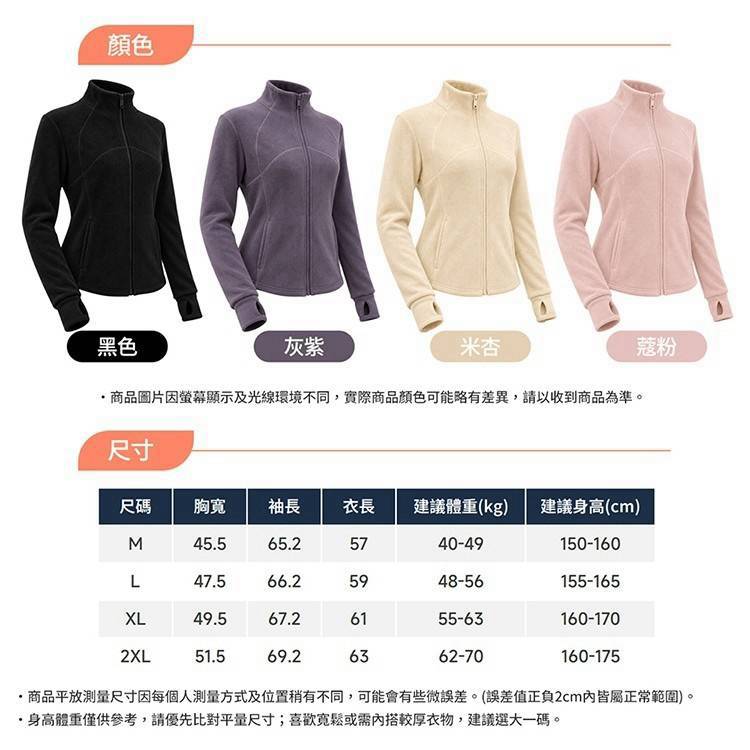 顏色
黑色 灰紫 米杏 蔻粉
・商品圖片因螢幕顯示及光線環境不同，實際商品顏色可能略有差異，請以收到商品為準。
尺寸
尺碼 胸寬 袖長 衣長 建議體重(kg) 建議身高(cm)
M 45.5 65.2 57 40-49 150-160
L 47.5 66.2 59 48-56 155-165
XL 49.5 67.2 61 55-63 160-170
2XL 51.5 69.2 63 62-70 160-175
・商品平放測量尺寸因每個人測量方式及位置稍有不同，可能會有些微誤差。(誤差值正負2cm內皆屬正常範圍)。
・身高體重僅供參考，請優先比對平量尺寸；喜歡寬鬆或需內搭較厚衣物，建議選大一碼。